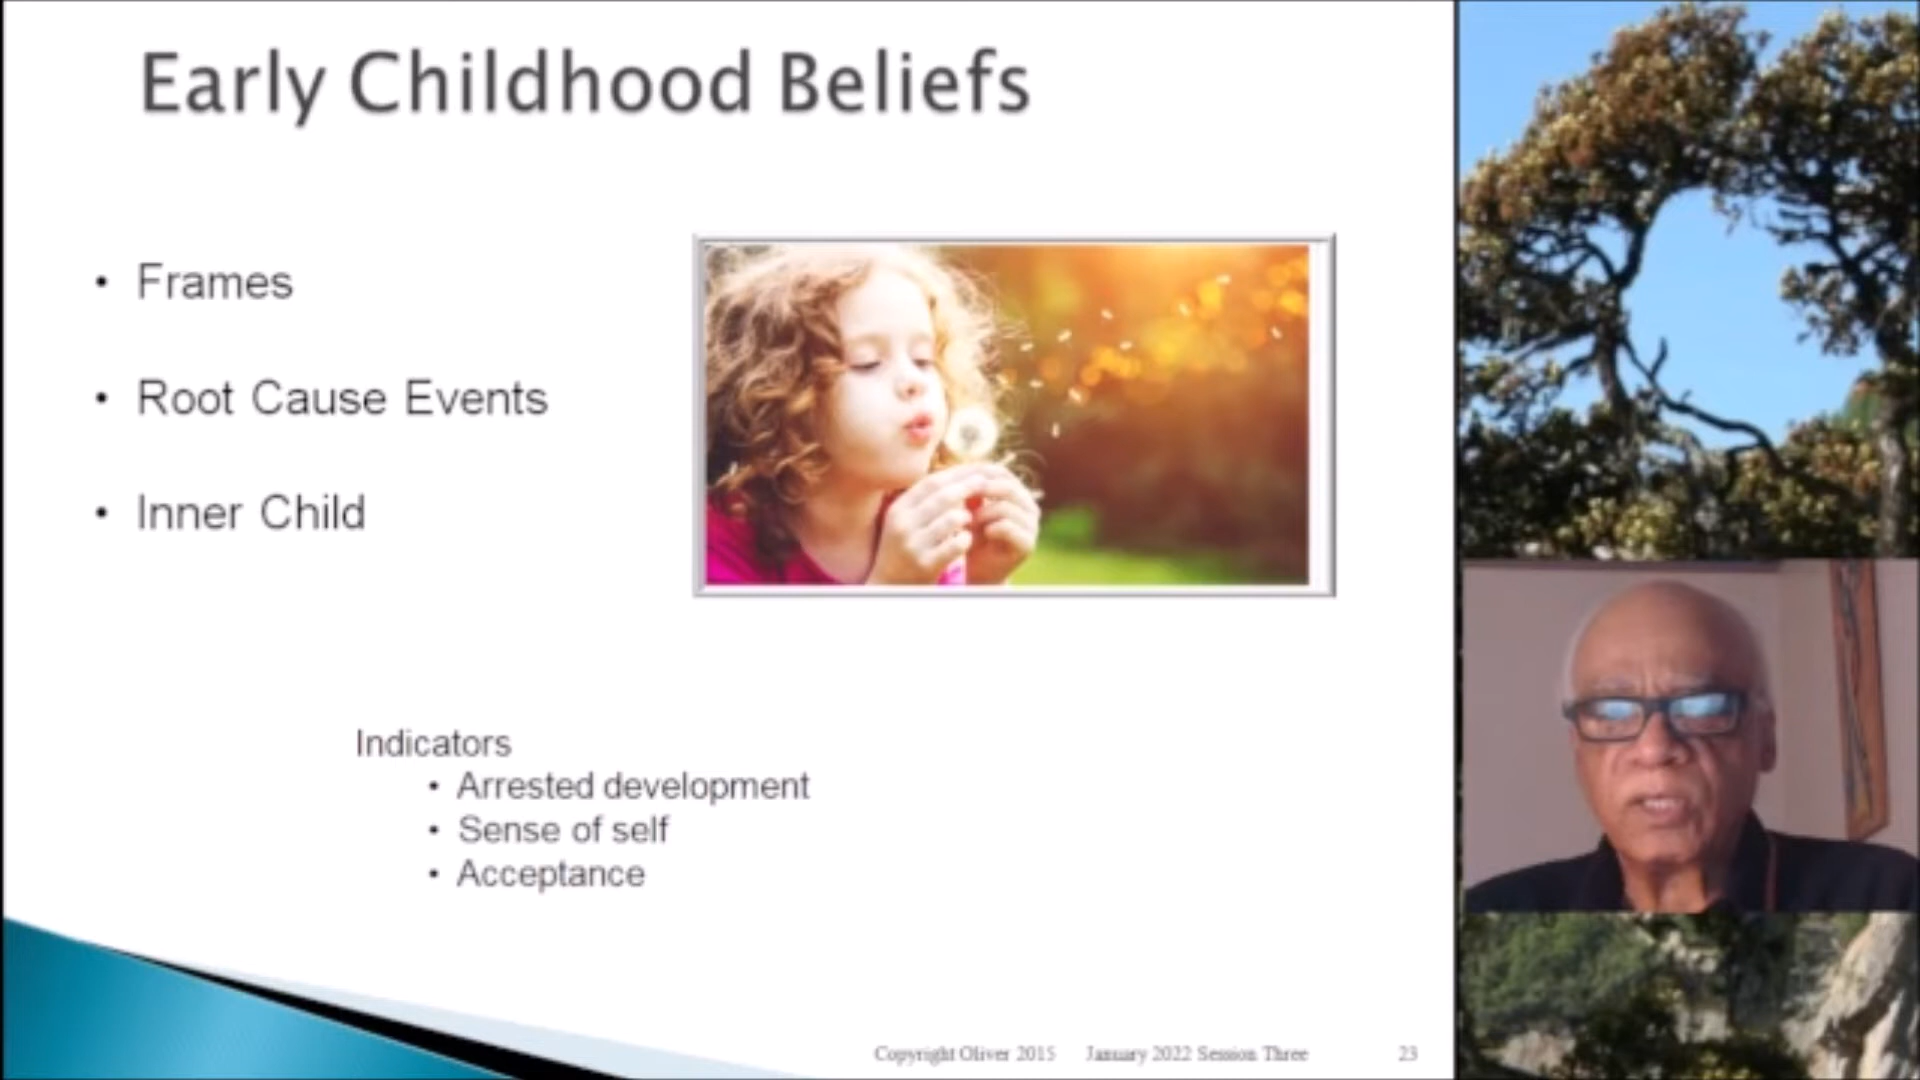 Early Childhood Beliefs
• Frames
• Root Cause Events
• Inner Child
Indicators
• Arrested development
• Sense of self
• Acceptance
Copyright Oliver 2015 January 2022 Session Three 23